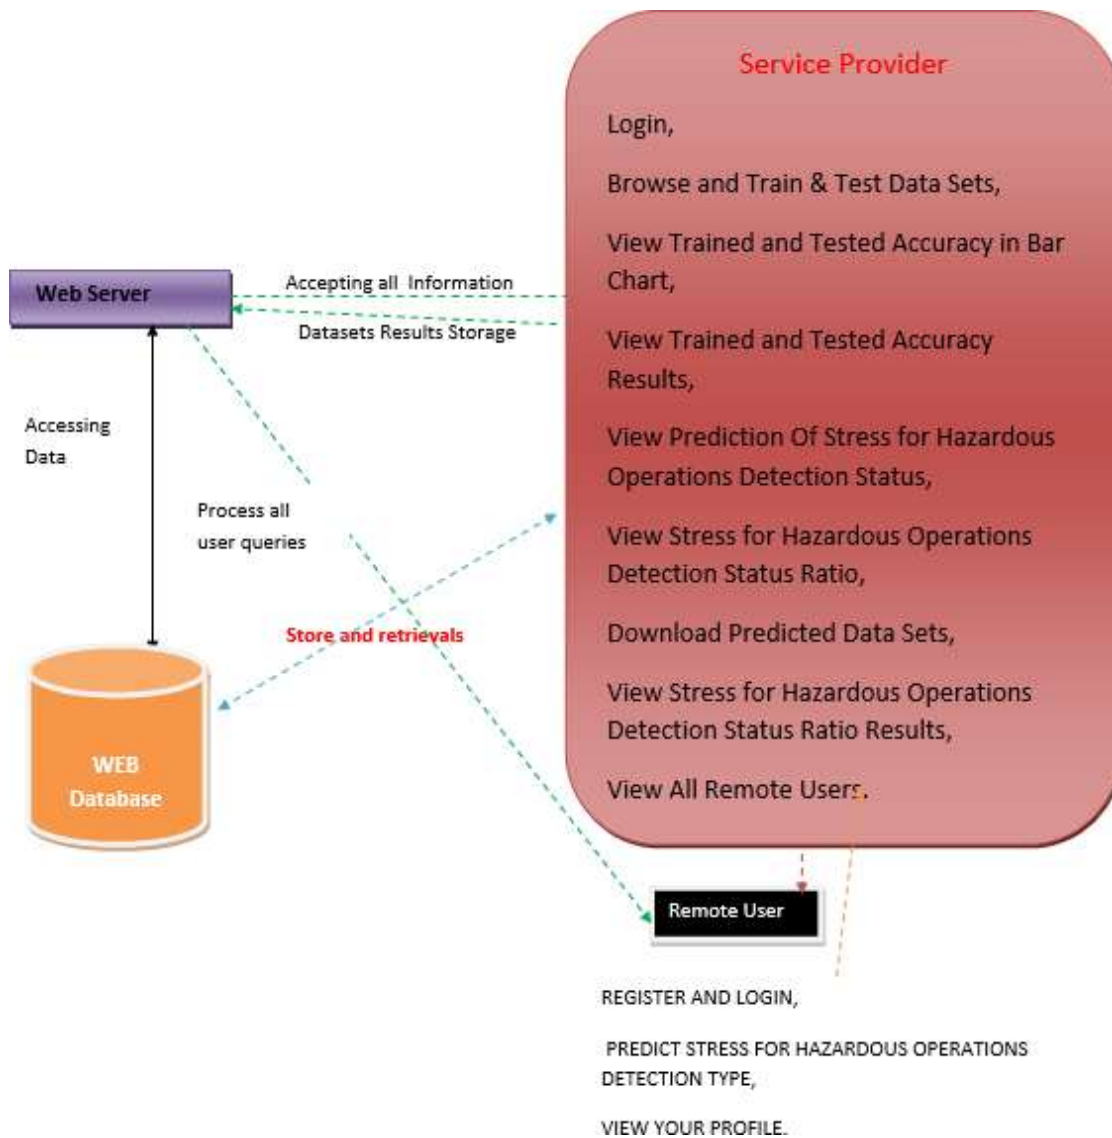 Service Provider
Login,
Browse and Train & Test Data Sets,
View Trained and Tested Accuracy in Bar
Chart,
View Trained and Tested Accuracy
Results,
View Prediction Of Stress for Hazardous
Operations Detection Status,
View Stress for Hazardous Operations
Detection Status Ratio,
Download Predicted Data Sets,
View Stress for Hazardous Operations
Detection Status Ratio Results,
View All Remote Users.
Web Server
Accepting all Information
Datasets Results Storage
Accessing
Data
Process all
user queries
Store and retrievals
WEB
Database
Remote User
REGISTER AND LOGIN,
PREDICT STRESS FOR HAZARDOUS OPERATIONS
DETECTION TYPE,
VIEW YOUR PROFILE.